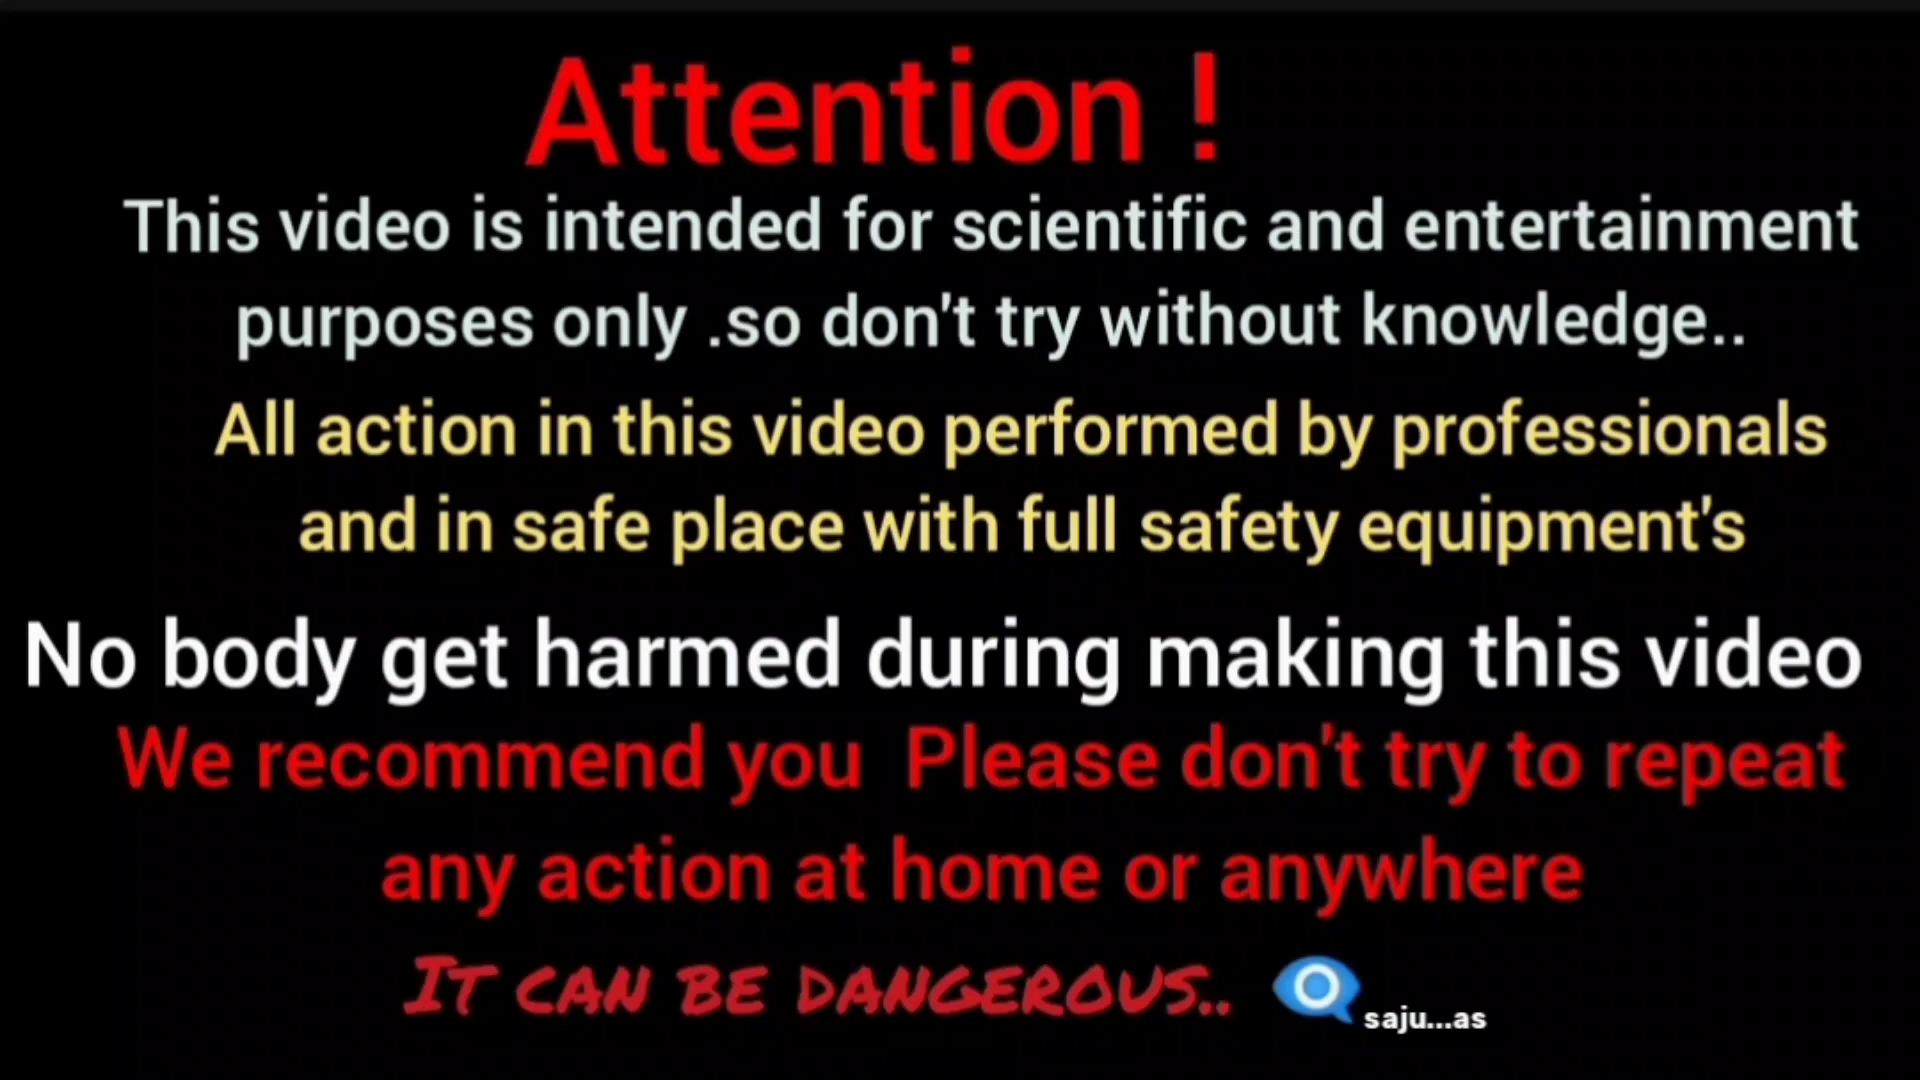 Attention !
This video is intended for scientific and entertainment
purposes only .so don't try without knowledge..
All action in this video performed by professionals
and in safe place with full safety equipment's
No body get harmed during making this video
We recommend you  Please don't try to repeat
any action at home or anywhere
IT CAN BE DANGEROUS..
saju...as